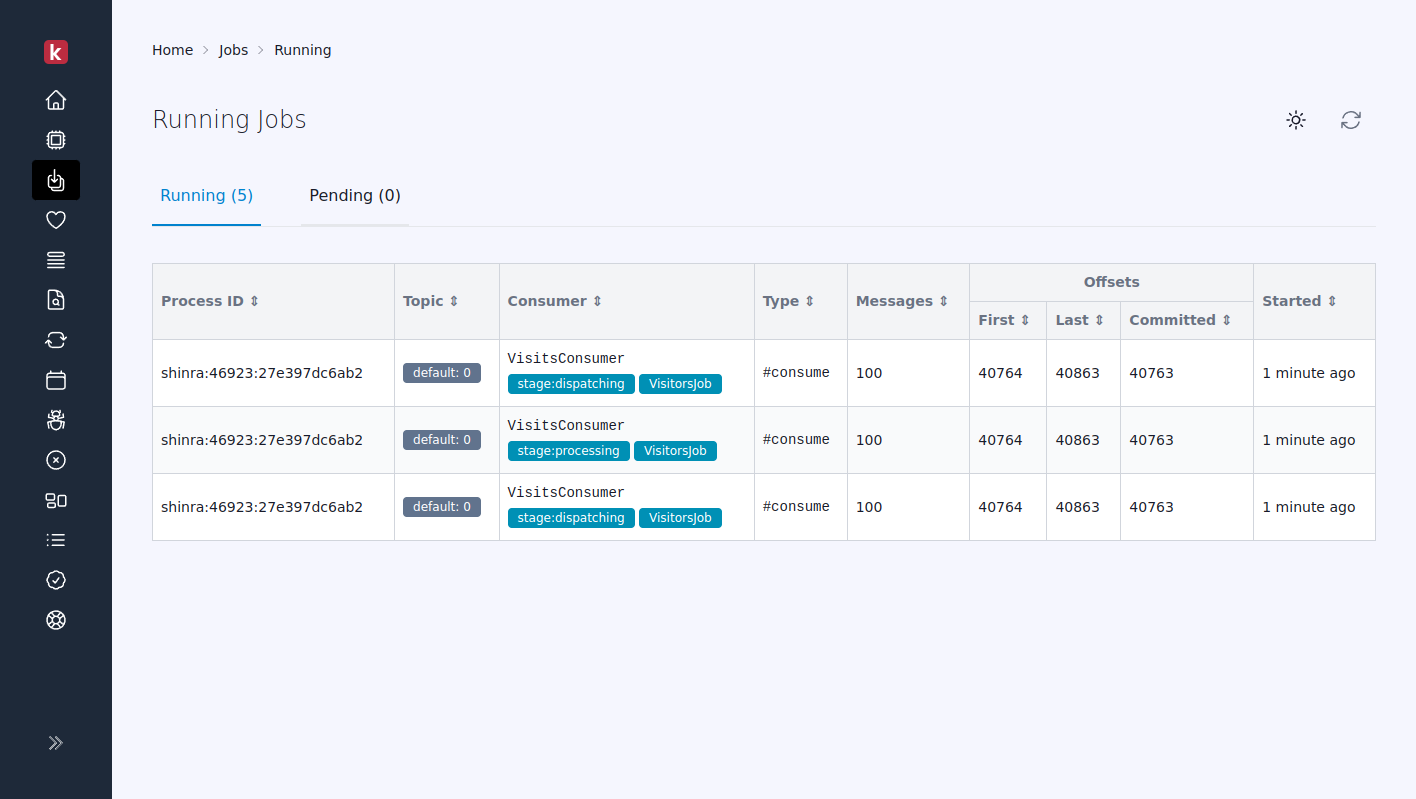 k
Home Jobs Running
Running Jobs
Running (5) Pending (0)
Offsets
Process ID ⇕ Topic ⇕ Consumer ⇕ Type ⇕ Messages ⇕ Started ⇕
First ⇕ Last ⇕ Committed ⇕
VisitsConsumer
shinra:46923:27e397dc6ab2 default: 0 #consume 100 40764 40863 40763 1 minute ago
stage:dispatching VisitorsJob
VisitsConsumer
shinra:46923:27e397dc6ab2 default: 0 #consume 100 40764 40863 40763 1 minute ago
stage:processing VisitorsJob
VisitsConsumer
shinra:46923:27e397dc6ab2 default: 0 #consume 100 40764 40863 40763 1 minute ago
stage:dispatching VisitorsJob